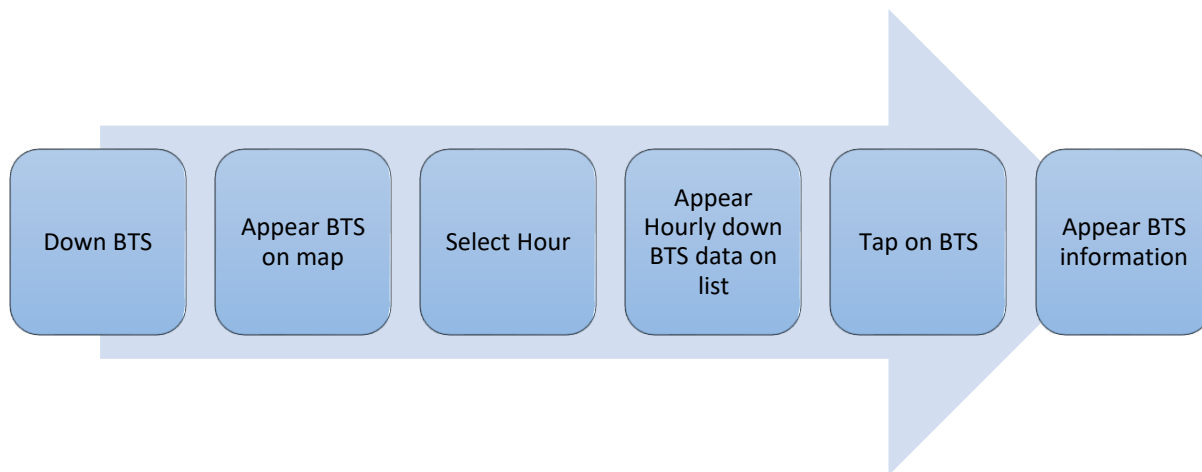 Down BTS
Appear BTS
on map
Select Hour
Appear
Hourly down
BTS data on
list
Tap on BTS
Appear BTS
information